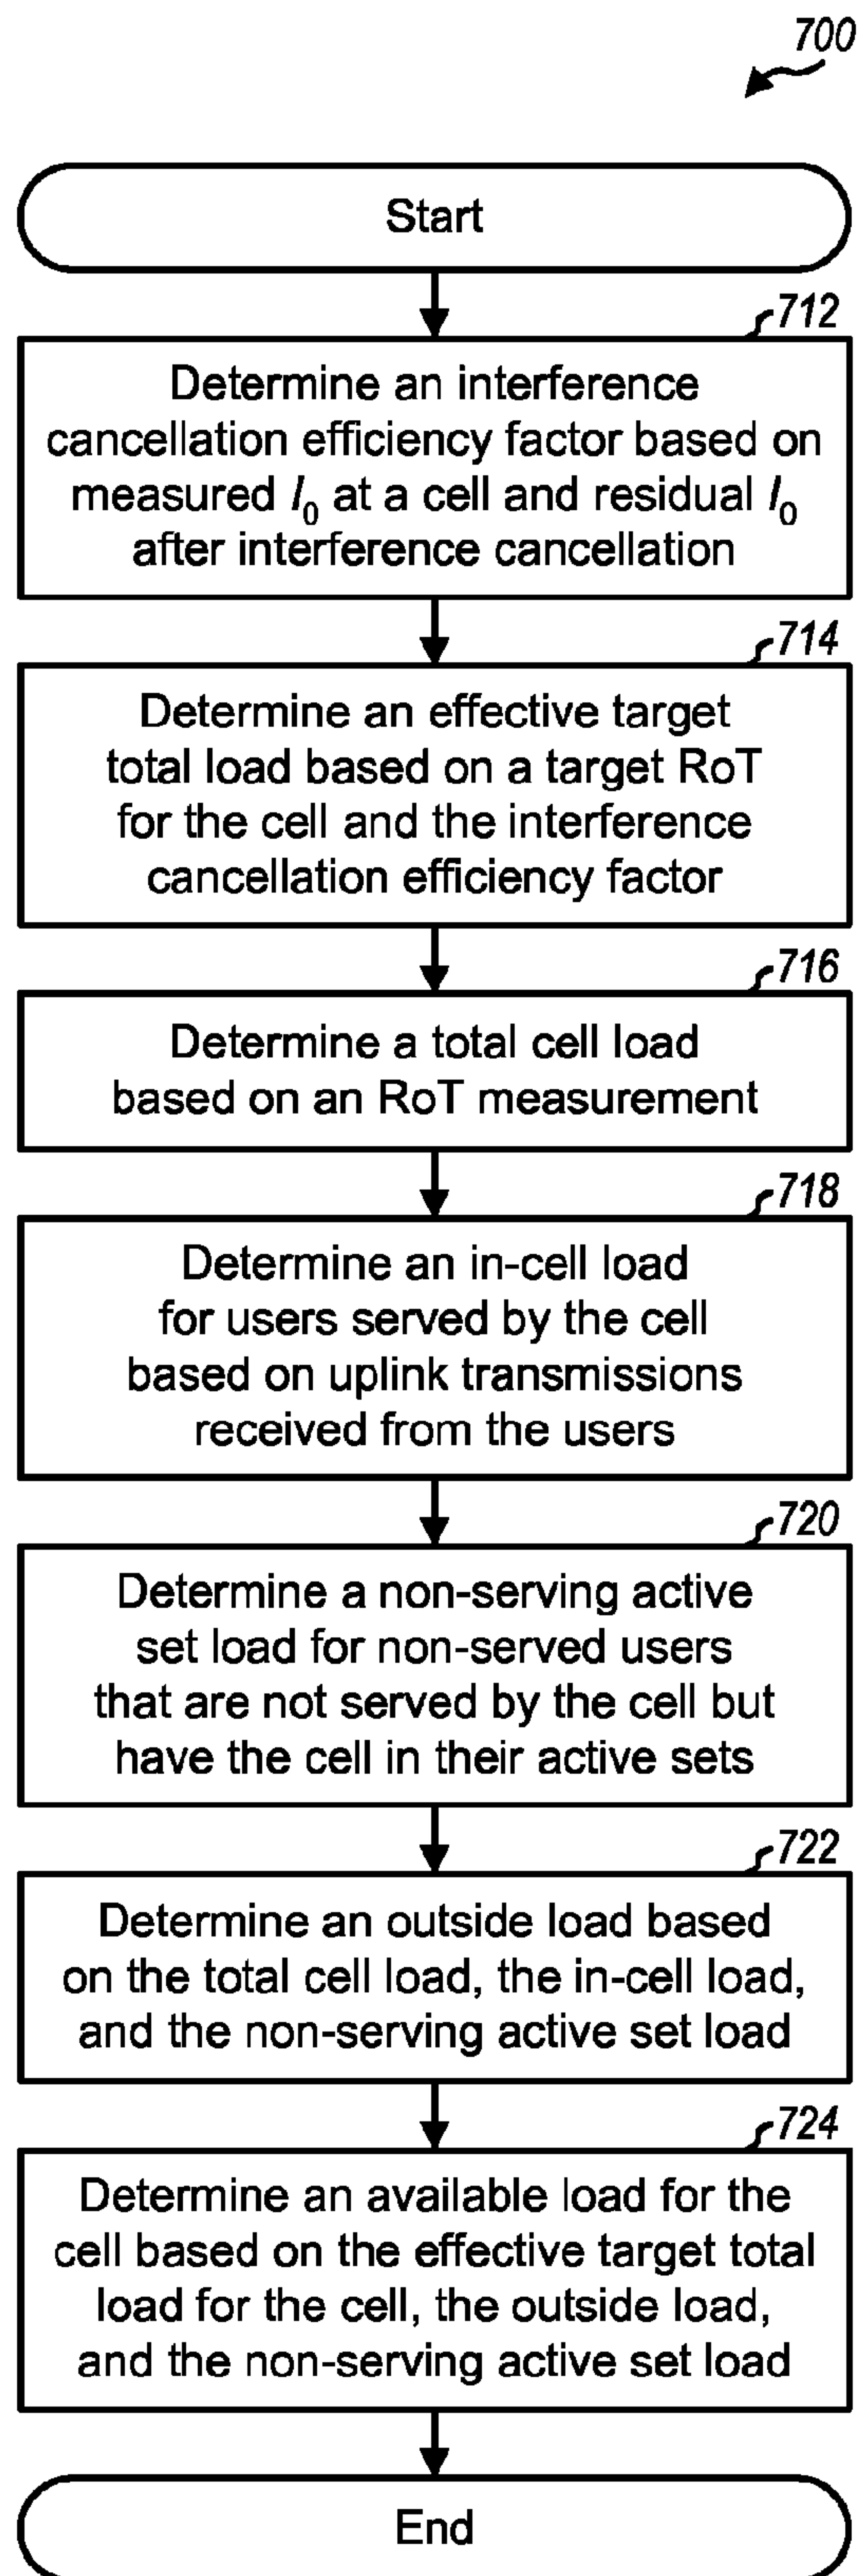 700
Start
712
Determine an interference
cancellation efficiency factor based on
measured I0 at a cell and residual I0
after interference cancellation
714
Determine an effective target
total load based on a target RoT
for the cell and the interference
cancellation efficiency factor
716
Determine a total cell load
based on an RoT measurement
718
Determine an in-cell load
for users served by the cell
based on uplink transmissions
received from the users
720
Determine a non-serving active
set load for non-served users
that are not served by the cell but
have the cell in their active sets
722
Determine an outside load based
on the total cell load, the in-cell load,
and the non-serving active set load
724
Determine an available load for the
cell based on the effective target total
load for the cell, the outside load,
and the non-serving active set load
End